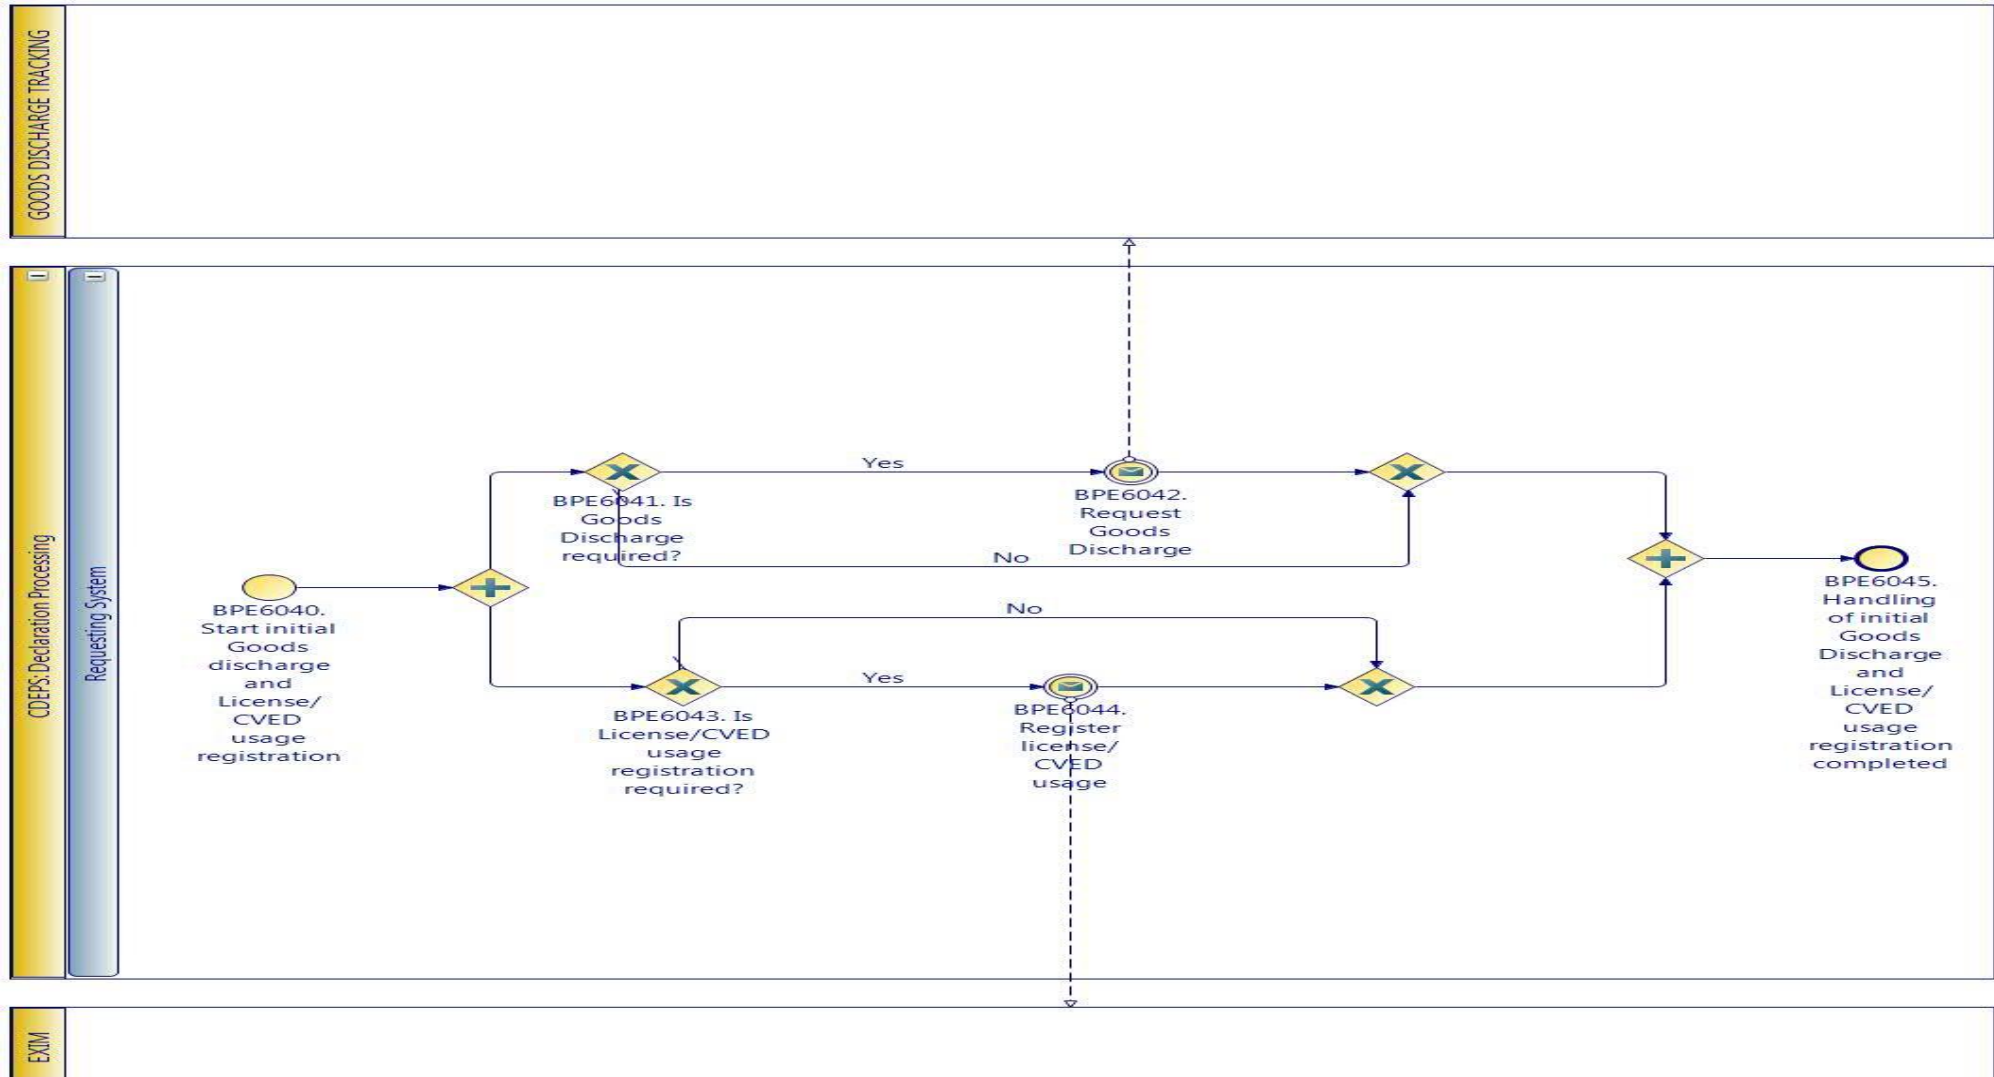 GOODS DISCHARGE TRACKING
CDEPS: Declaration Processing
Requesting System
Yes
BPE6041. Is
Goods
Discharge
required?
BPE6042.
Request
Goods
Discharge
No
BPE6040.
Start initial
Goods
discharge
and
License/
CVED
usage
registration
No
Yes
BPE6043. Is
License/CVED
usage
registration
required?
BPE6044.
Register
license/
CVED
usage
BPE6045.
Handling
of initial
Goods
Discharge
and
License/
CVED
usage
registration
completed
EXIM